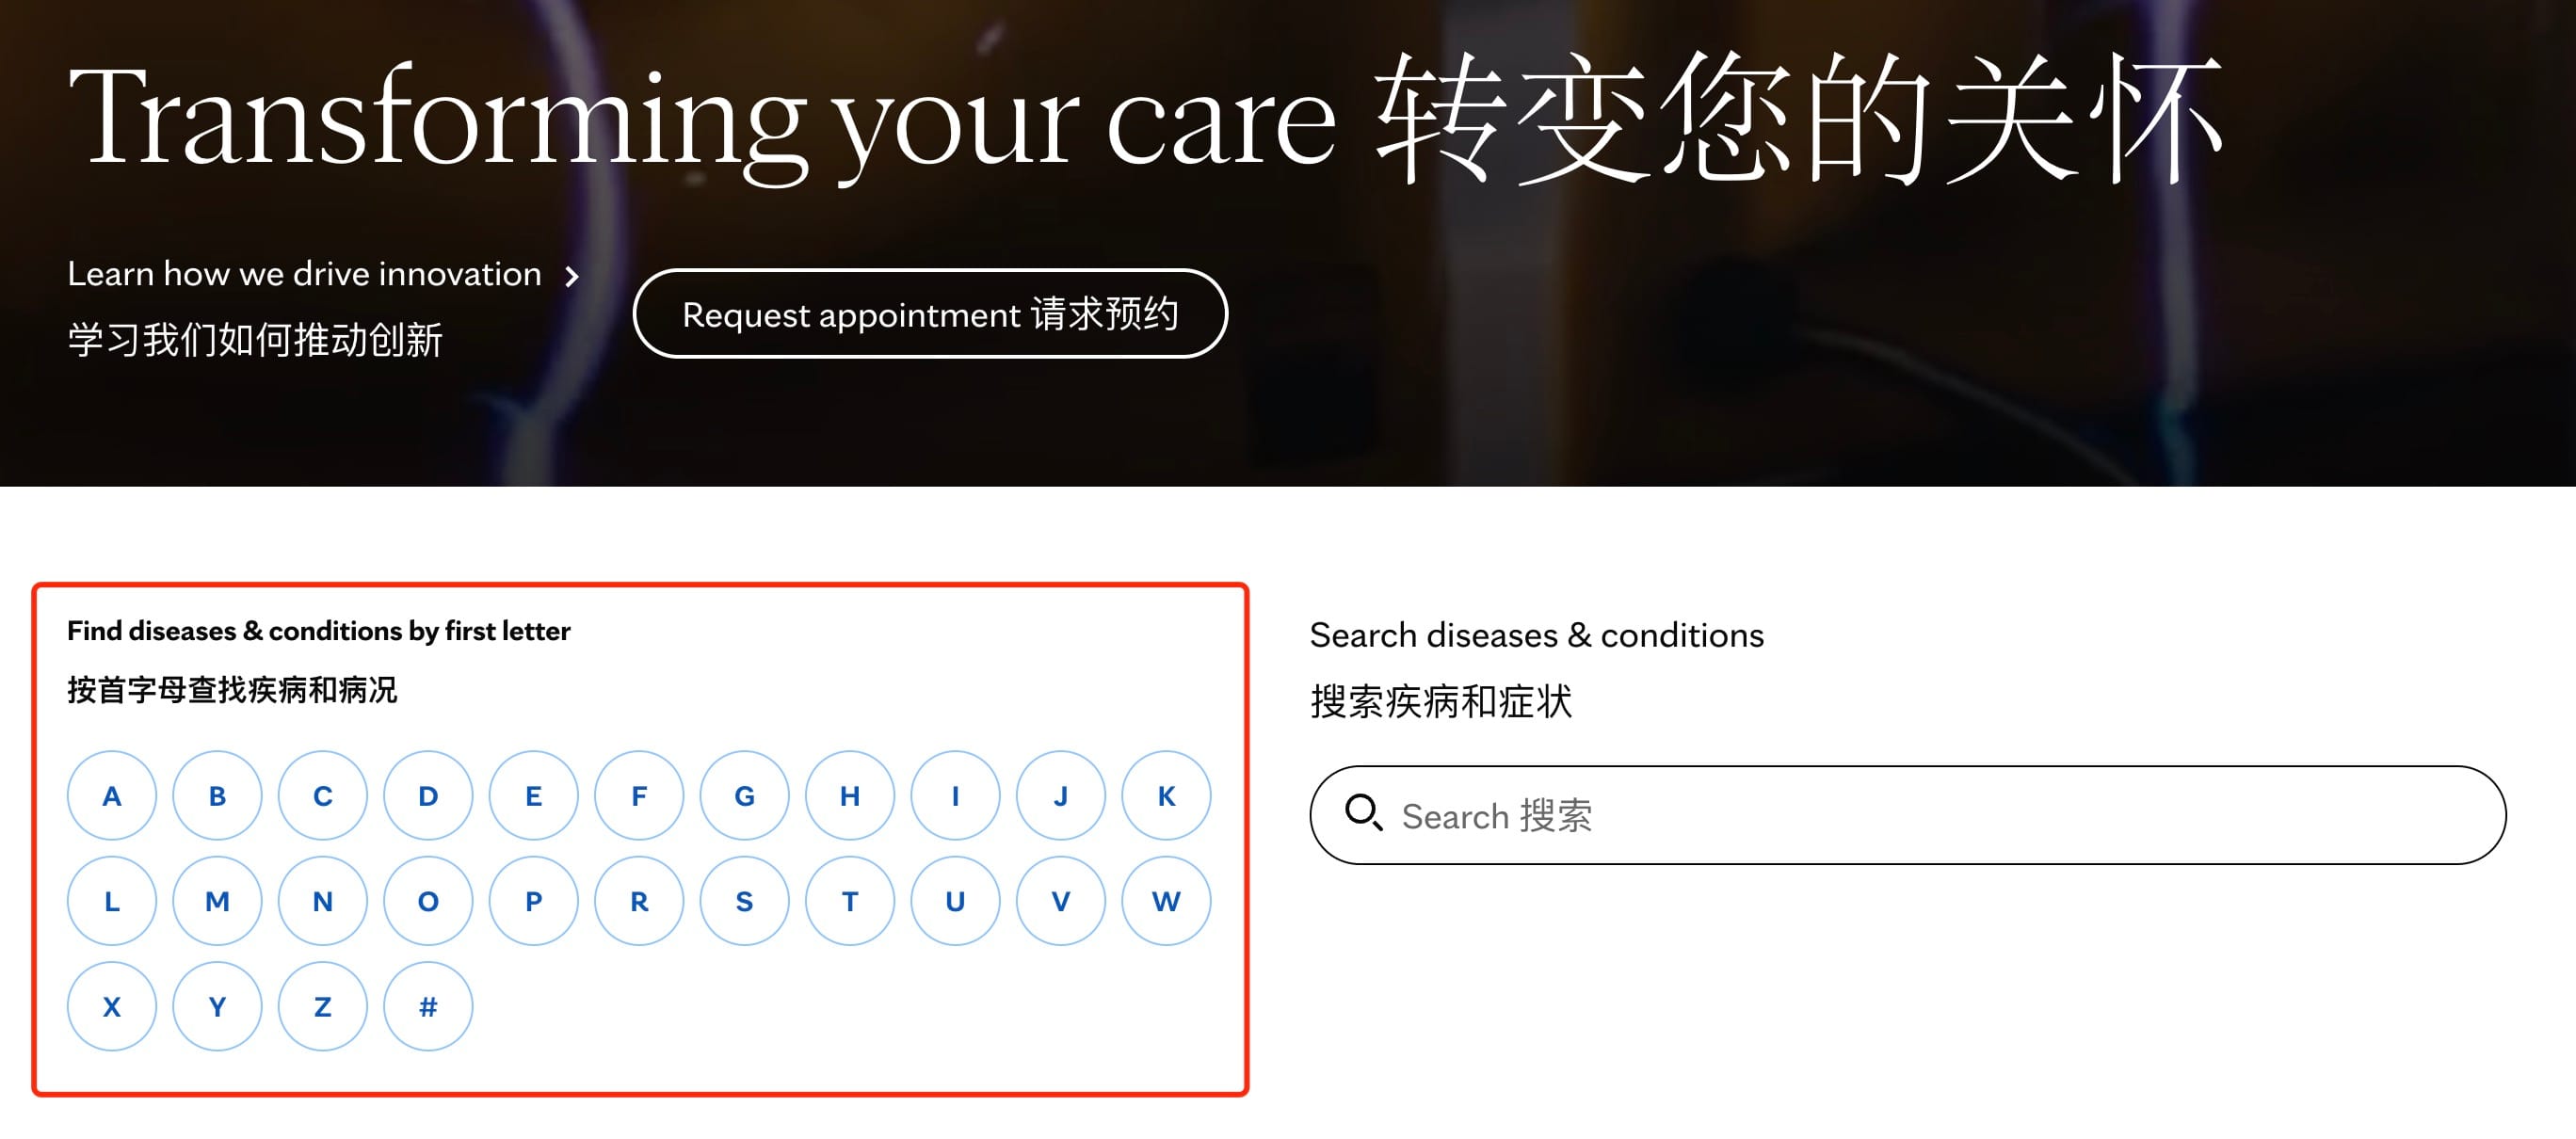 Transforming your care 转变您的关怀
Learn how we drive innovation
学习我们如何推动创新
Request appointment 请求预约
Find diseases & conditions by first letter
按首字母查找疾病和病况
A B C D E F G H I J K
L M N O P R S T U V W
X Y Z #
Search diseases & conditions
搜索疾病和症状
Search 搜索